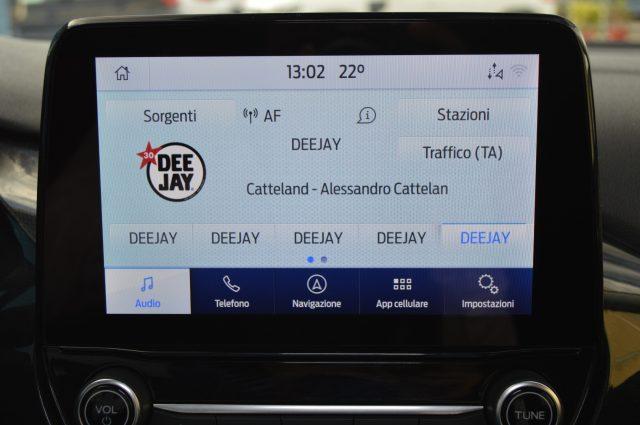 13:02 22º
Sorgenti
AF
i
Stazioni
DEEJAY
Traffico (TA)
30
DEE
JAY
Catteland - Alessandro Cattelan
DEEJAY DEEJAY DEEJAY DEEJAY DEEJAY
Audio Telefono Navigazione App cellulare Impostazioni
VOL
TUNE